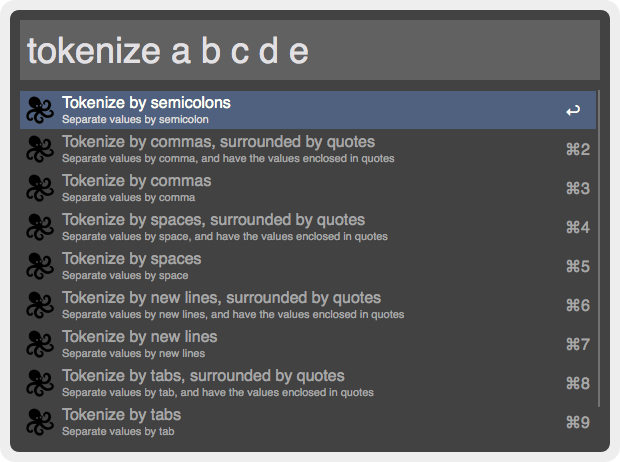 tokenize a b c d e
Tokenize by semicolons
Separate values by semicolon
↩
Tokenize by commas, surrounded by quotes
Separate values by comma, and have the values enclosed in quotes
⌘2
Tokenize by commas
Separate values by comma
⌘3
Tokenize by spaces, surrounded by quotes
Separate values by space, and have the values enclosed in quotes
⌘4
Tokenize by spaces
Separate values by space
⌘5
Tokenize by new lines, surrounded by quotes
Separate values by new lines, and have the values enclosed in quotes
⌘6
Tokenize by new lines
Separate values by new lines
⌘7
Tokenize by tabs, surrounded by quotes
Separate values by tab, and have the values enclosed in quotes
⌘8
Tokenize by tabs
Separate values by tab
⌘9